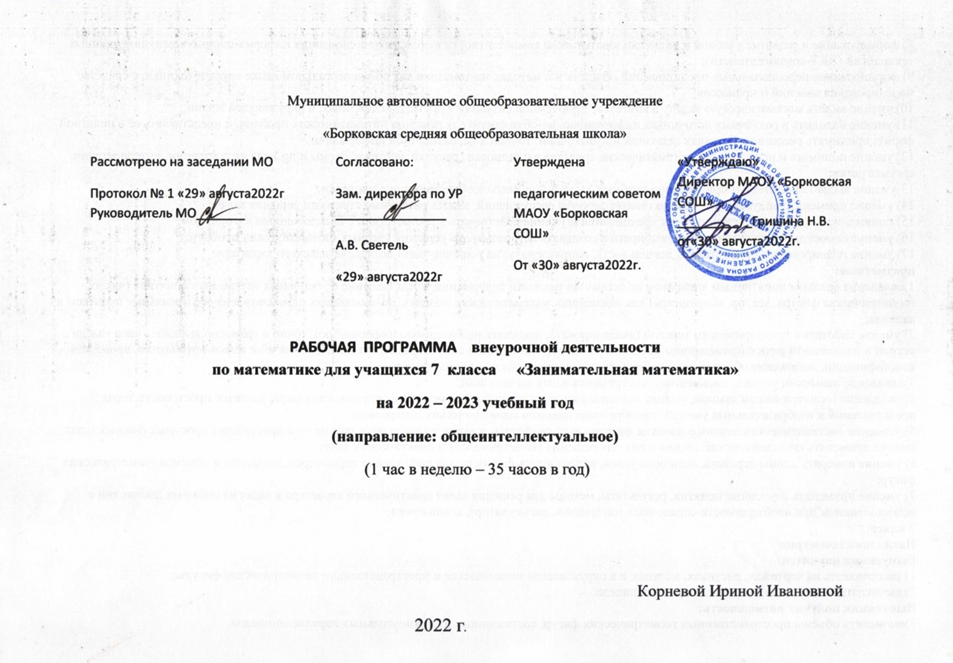 Муниципальное автономное общеобразовательное учреждение
«Борковская средняя общеобразовательная школа»
Рассмотрено на заседании МО
Протокол № 1 «29» августа2022г
Руководитель МО
Согласовано:
Зам. директора по УР
А.В. Светель
«29» августа2022г
Утверждена
педагогическим советом
МАОУ «Борковская
СОШ»
От «30» августа2022г.
«Утверждаю»
Директор МАОУ «Борковская
СОШ»
Гришина Н.В.
от«30» августа2022г.
РАБОЧАЯ ПРОГРАММА внеурочной деятельности
по математике для учащихся 7 класса «Занимательная математика»
на 2022 – 2023 учебный год
(направление: общеинтеллектуальное)
(1 час в неделю – 35 часов в год)
Корневой Ириной Ивановной
2022 г.